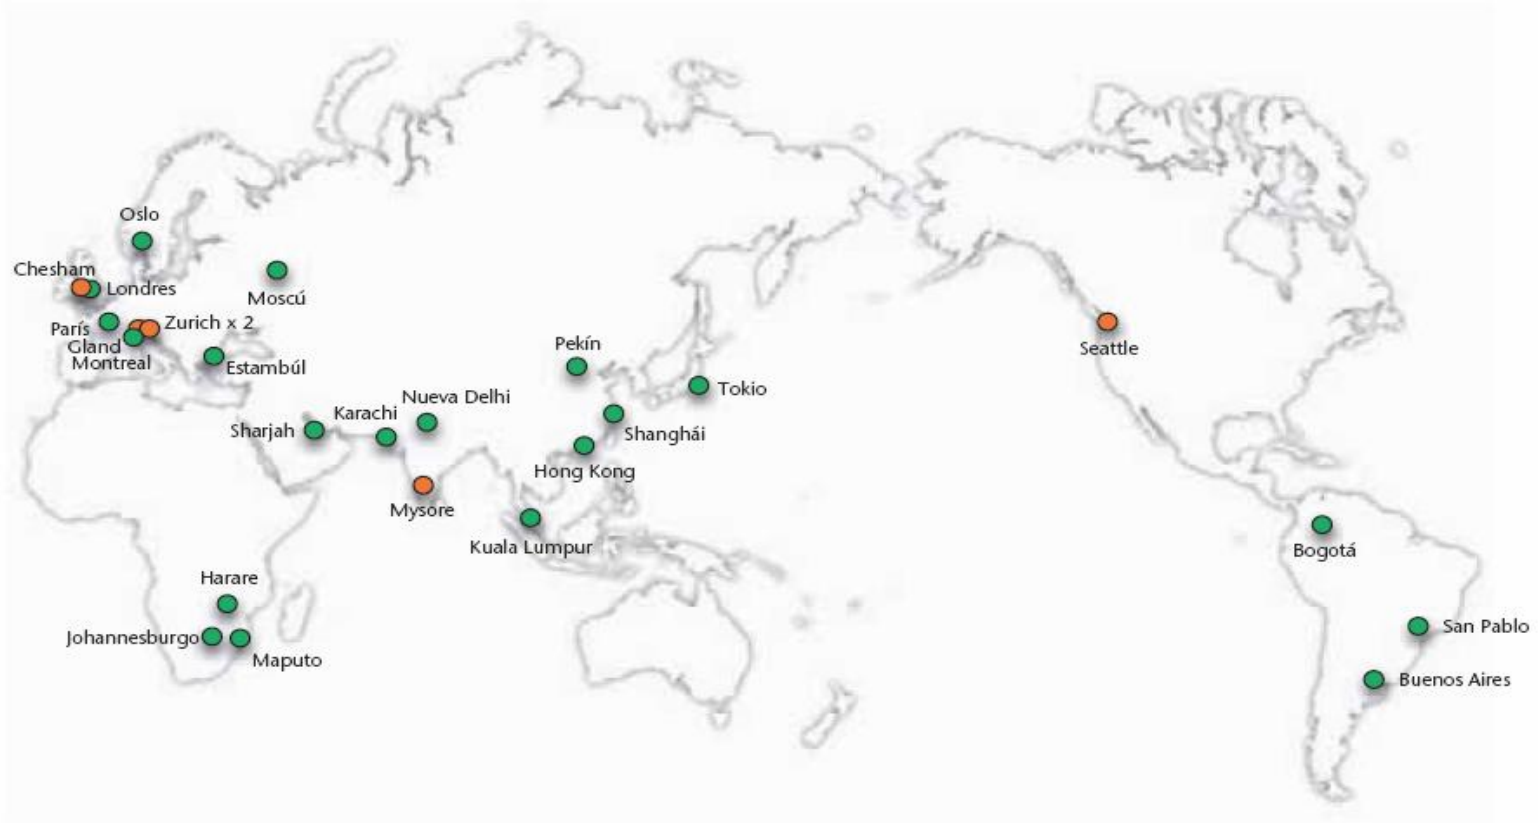 Oslo
Chesham
Londres
Moscú
París
Zurich x 2
Gland
Montreal
Estambúl
Pekín
Seattle
Tokio
Nueva Delhi
Karachi
Sharjah
Shanghái
Hong Kong
Mysore
Kuala Lumpur
Bogotá
Harare
Johannesburgo
Maputo
San Pablo
Buenos Aires